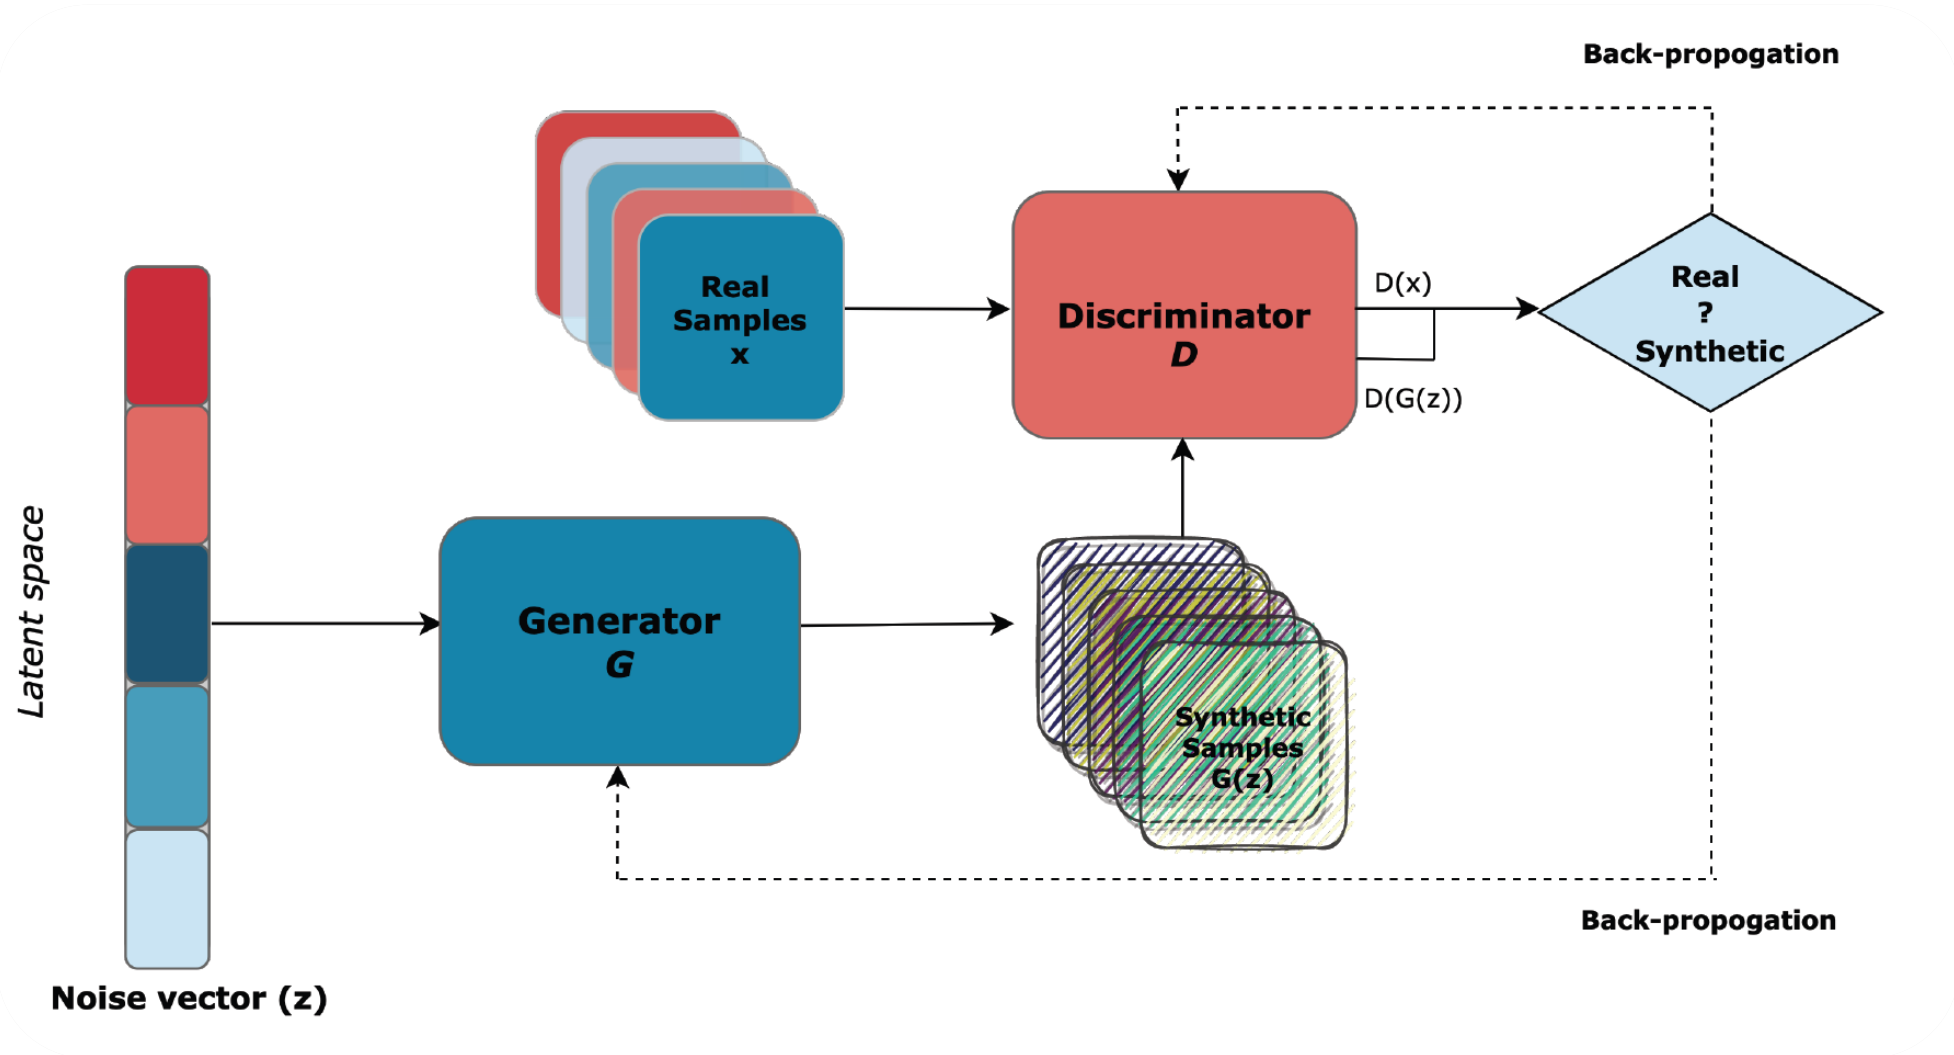 Back-propogation
Real
Samples
x
Discriminator
D
D(x)
D(G(z))
Real
?
Synthetic
Latent space
Generator
G
Synthetic
Samples
G(z)
Back-propogation
Noise vector (z)